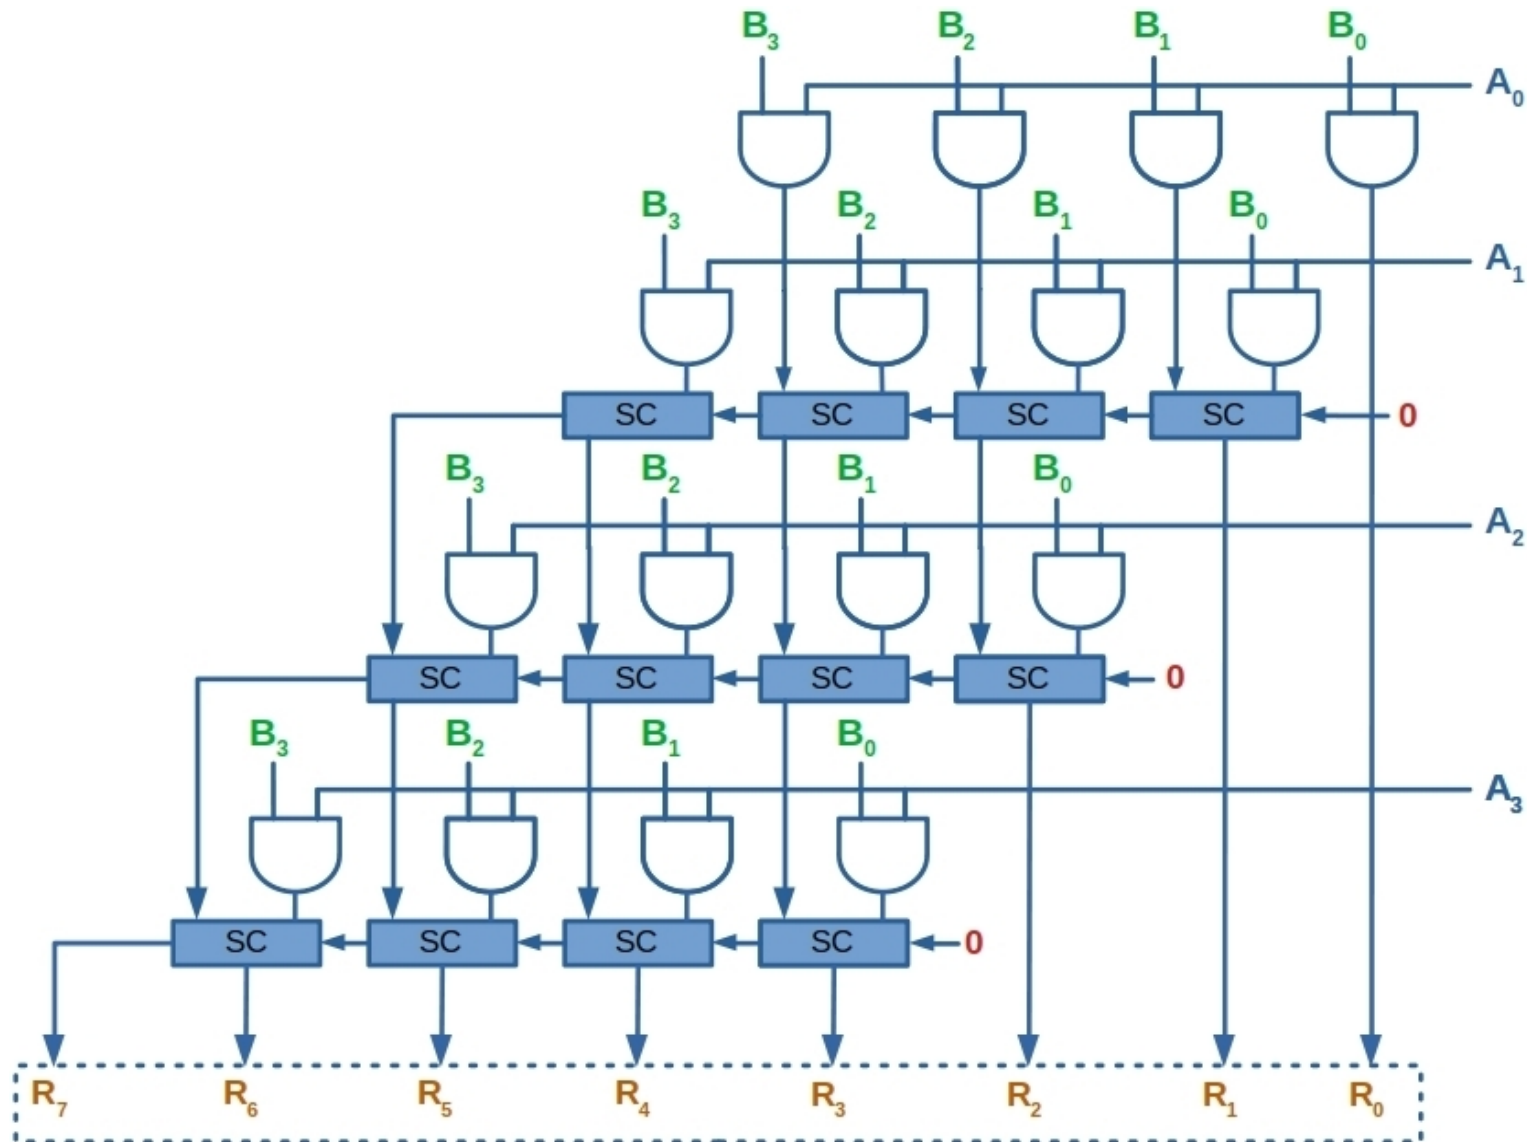 B3 B2 B1 B0
A0
B3 B2 B1 B0
A1
SC SC SC SC 0
B3 B2 B1 B0
A2
SC SC SC SC 0
B3 B2 B1 B0
A3
SC SC SC SC 0
R7 R6 R5 R4 R3 R2 R1 R0